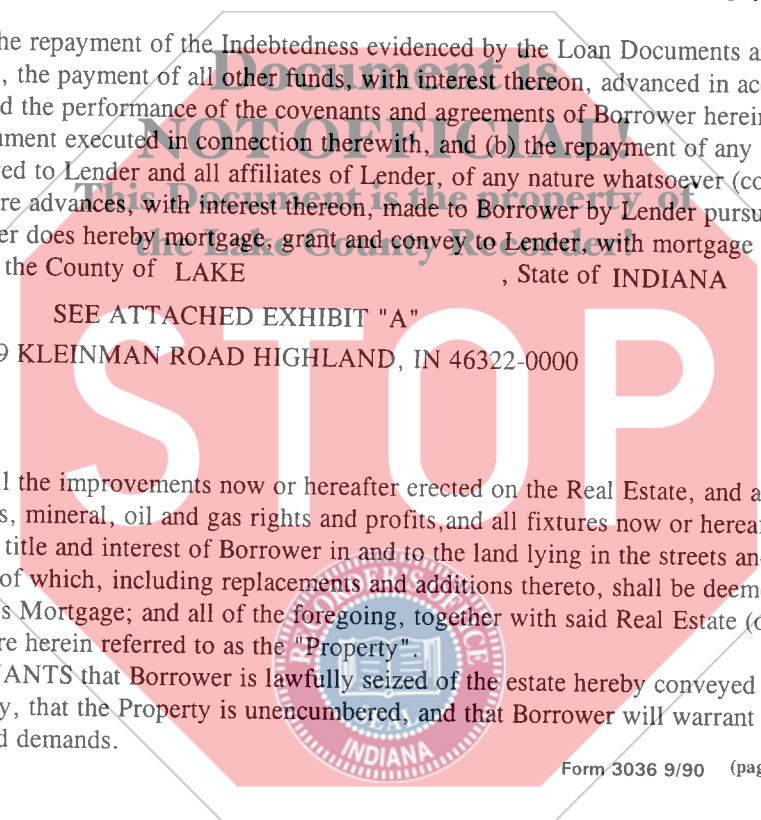 he repayment of the Indebtedness evidenced by the Loan Documents a
Document is
, the payment of all other funds, with interest thereon, advanced in ac
d the performance of the covenants and agreements of Borrower herein
NOT OFFICIAL!
ument executed in connection therewith, and (b) the repayment of any
ed to Lender and all affiliates of Lender, of any nature whatsoever (co
This Document is the property of
re advances, with interest thereon, made to Borrower by Lender pursu
er does hereby mortgage, grant and convey to Lender, with mortgage
the Lake County Recorder!
the County of LAKE , State of INDIANA
SEE ATTACHED EXHIBIT "A"
9 KLEINMAN ROAD HIGHLAND, IN 46322-0000
STOP
l the improvements now or hereafter erected on the Real Estate, and a
s, mineral, oil and gas rights and profits,and all fixtures now or herea
title and interest of Borrower in and to the land lying in the streets an
of which, including replacements and additions thereto, shall be deem
s Mortgage; and all of the foregoing, together with said Real Estate (o
re herein referred to as the "Property".
ANTS that Borrower is lawfully seized of the estate hereby conveyed
y, that the Property is unencumbered, and that Borrower will warrant
d demands.
RECORDER'S OFFICE
SEAL
INDIANA
Form 3036 9/90 (pag